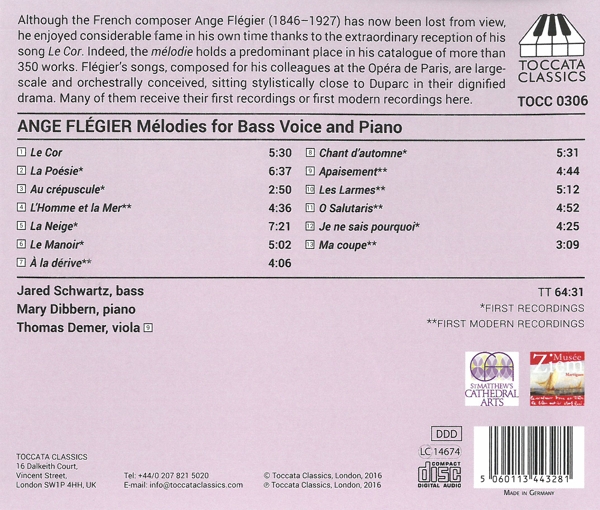 Although the French composer Ange Flégier (1846–1927) has now been lost from view,
he enjoyed considerable fame in his own time thanks to the extraordinary reception of his
song Le Cor. Indeed, the mélodie holds a predominant place in his catalogue of more than
350 works. Flégier's songs, composed for his colleagues at the Opéra de Paris, are large-
scale and orchestrally conceived, sitting stylistically close to Duparc in their dignified
drama. Many of them receive their first recordings or first modern recordings here.
TOCCATA
CLASSICS
TOCC 0306
ANGE FLÉGIER Mélodies for Bass Voice and Piano
1 Le Cor 5:30
2 La Poésie* 6:37
3 Au crépuscule* 2:50
4 L'Homme et la Mer** 4:36
5 La Neige* 7:21
6 Le Manoir* 5:02
7 À la dérive** 4:06
8 Chant d'automne* 5:31
9 Apaisement** 4:44
10 Les Larmes** 5:12
11 O Salutaris** 4:52
12 Je ne sais pourquoi* 4:25
13 Ma coupe** 3:09
Jared Schwartz, bass
Mary Dibbern, piano
Thomas Demer, viola 9
TT 64:31
*FIRST RECORDINGS
**FIRST MODERN RECORDINGS
ST MATTHEW'S
CATHEDRAL
ARTS
Musée
Ziem
Martigues
DDD
LC 14674
COMPACT
disc
DIGITAL AUDIO
5 060113 443281
MADE IN GERMANY
TOCCATA CLASSICS
16 Dalkeith Court,
Vincent Street,
London SW1P 4HH, UK
Tel: +44/0 207 821 5020
E-mail: info@toccataclassics.com
© Toccata Classics, London, 2016
℗ Toccata Classics, London, 2016